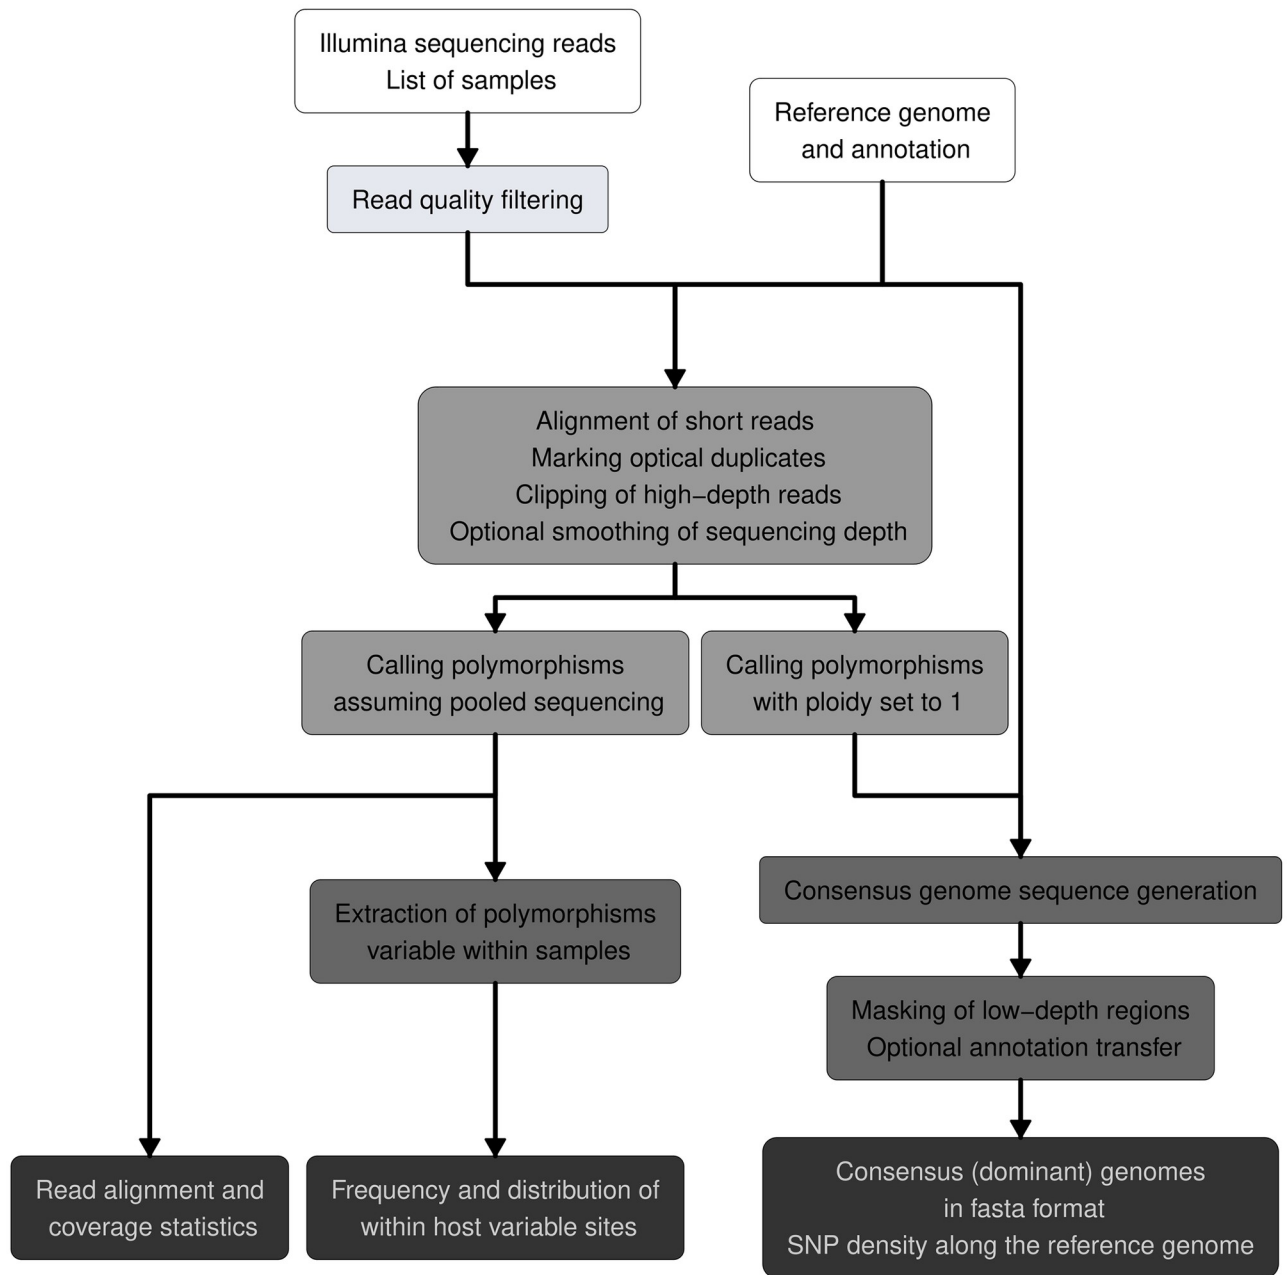 Illumina sequencing reads
List of samples
Reference genome
and annotation
Read quality filtering
Alignment of short reads
Marking optical duplicates
Clipping of high−depth reads
Optional smoothing of sequencing depth
Calling polymorphisms
assuming pooled sequencing
Calling polymorphisms
with ploidy set to 1
Extraction of polymorphisms
variable within samples
Consensus genome sequence generation
Masking of low−depth regions
Optional annotation transfer
Read alignment and
coverage statistics
Frequency and distribution of
within host variable sites
Consensus (dominant) genomes
in fasta format
SNP density along the reference genome